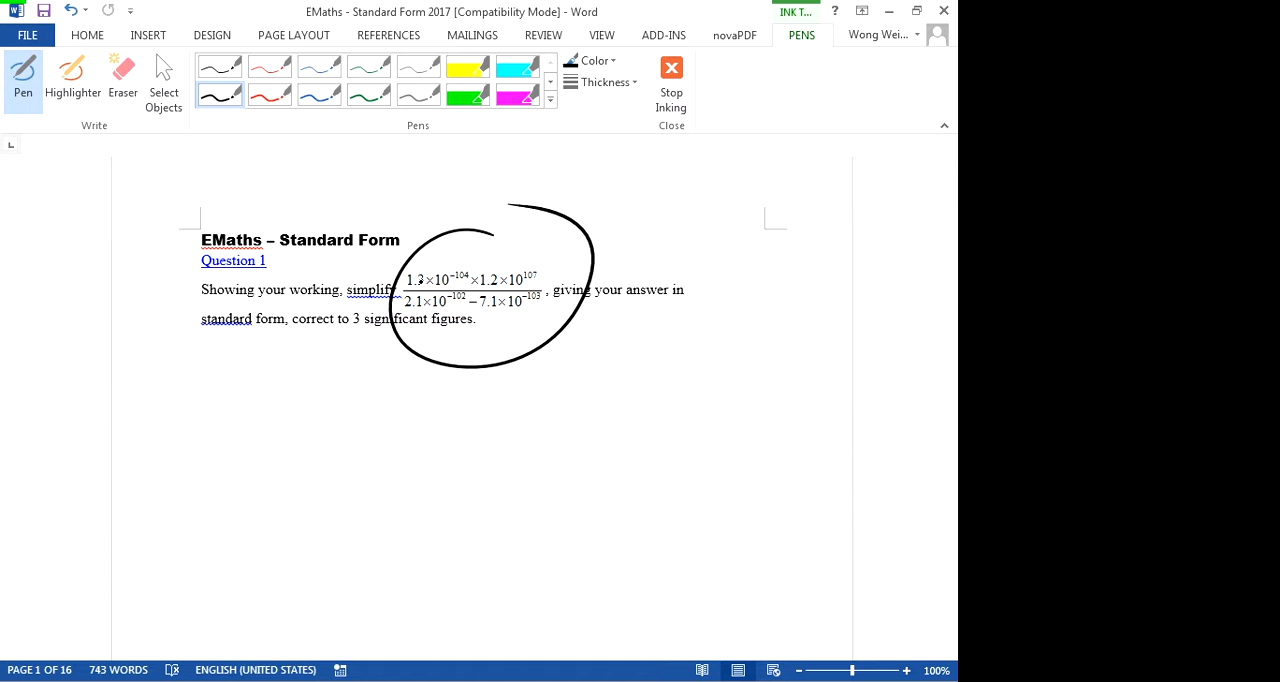 EMaths - Standard Form 2017 [Compatibility Mode] - Word
INK T...
?
FILE HOME INSERT DESIGN PAGE LAYOUT REFERENCES MAILINGS REVIEW VIEW ADD-INS novaPDF PENS Wong Wei...
Pen Highlighter Eraser Select Objects
Color
Thickness
Stop Inking
Write Pens Close
EMaths – Standard Form
Question 1
Showing your working, simplify (1.3×10^−104 × 1.2×10^107)/(2.1×10^−102 − 7.1×10^−103) , giving your answer in
standard form, correct to 3 significant figures.
PAGE 1 OF 16 743 WORDS ENGLISH (UNITED STATES) 100%